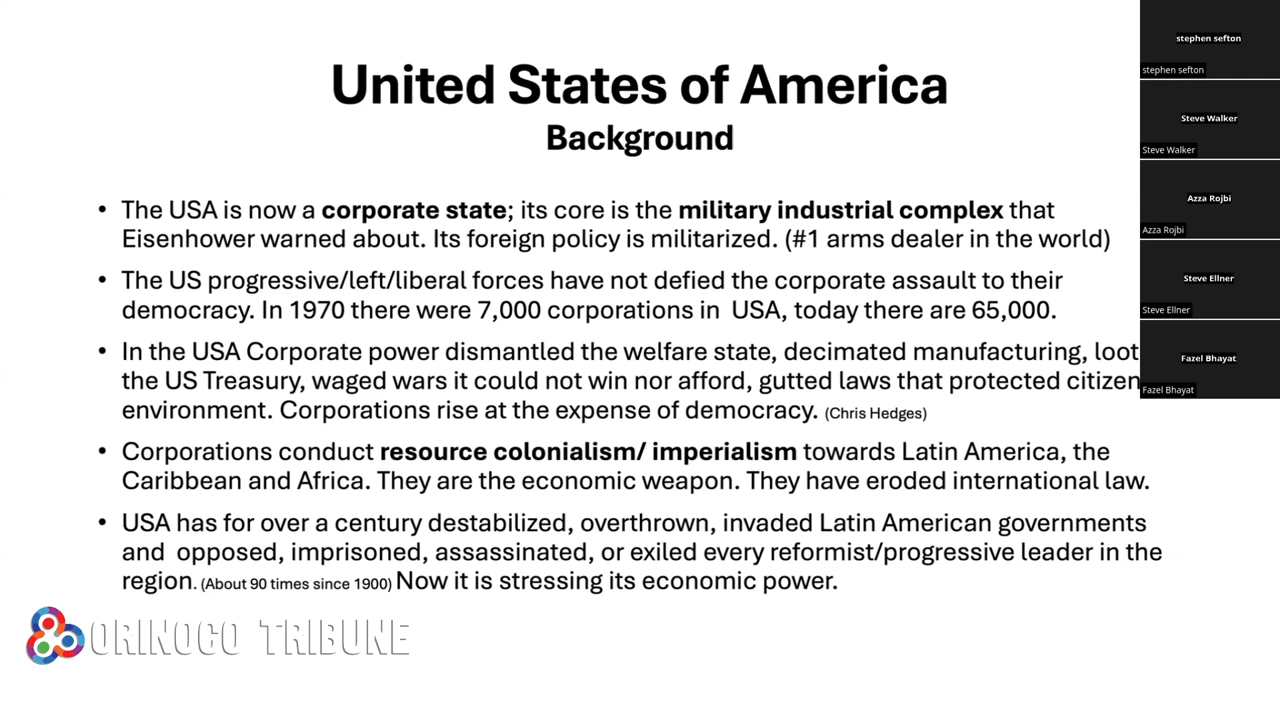 United States of America
Background
• The USA is now a corporate state; its core is the military industrial complex that
Eisenhower warned about. Its foreign policy is militarized. (#1 arms dealer in the world)
• The US progressive/left/liberal forces have not defied the corporate assault to their
democracy. In 1970 there were 7,000 corporations in  USA, today there are 65,000.
• In the USA Corporate power dismantled the welfare state, decimated manufacturing, loot
the US Treasury, waged wars it could not win nor afford, gutted laws that protected citizen
environment. Corporations rise at the expense of democracy. (Chris Hedges)
• Corporations conduct resource colonialism/ imperialism towards Latin America, the
Caribbean and Africa. They are the economic weapon. They have eroded international law.
• USA has for over a century destabilized, overthrown, invaded Latin American governments
and  opposed, imprisoned, assassinated, or exiled every reformist/progressive leader in the
region. (About 90 times since 1900) Now it is stressing its economic power.
ORINOCO TRIBUNE
stephen sefton
stephen sefton
Steve Walker
Steve Walker
Azza Rojbi
Azza Rojbi
Steve Ellner
Steve Ellner
Fazel Bhayat
Fazel Bhayat